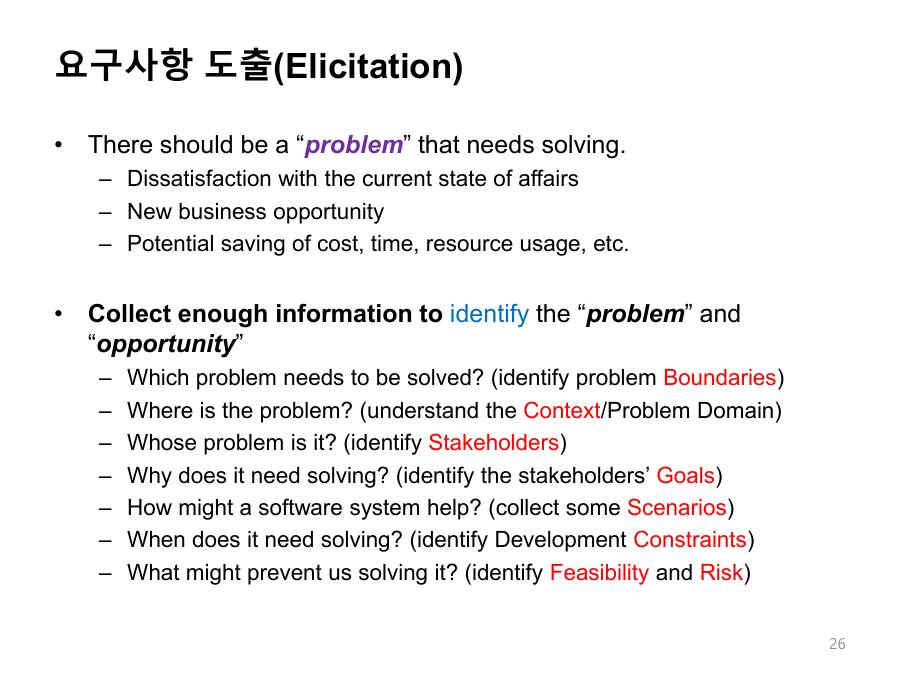 요구사항 도출(Elicitation)
• There should be a “problem” that needs solving.
– Dissatisfaction with the current state of affairs
– New business opportunity
– Potential saving of cost, time, resource usage, etc.
• Collect enough information to identify the “problem” and
“opportunity”
– Which problem needs to be solved? (identify problem Boundaries)
– Where is the problem? (understand the Context/Problem Domain)
– Whose problem is it? (identify Stakeholders)
– Why does it need solving? (identify the stakeholders’ Goals)
– How might a software system help? (collect some Scenarios)
– When does it need solving? (identify Development Constraints)
– What might prevent us solving it? (identify Feasibility and Risk)
26